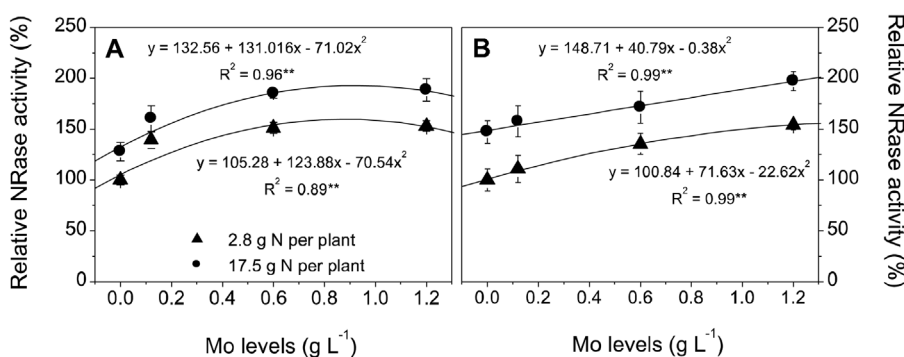 Relative NRase activity (%)
250
200
150
100
50
0
A
y = 132.56 + 131.016x - 71.02x²
R² = 0.96**
105.28 + 123.88x - 70.54x²
R² = 0.89**
▲ 2.8 g N per plant
● 17.5 g N per plant
0.0 0.2 0.4 0.6 0.8 1.0 1.2
Mo levels (g L⁻¹)
B
y = 148.71 + 40.79x - 0.38x²
R² = 0.99**
y = 100.84 + 71.63x - 22.62x²
R² = 0.99**
0.0 0.2 0.4 0.6 0.8 1.0 1.2
Mo levels (g L⁻¹)
250
200
150
100
50
0
Relative NRase activity (%)